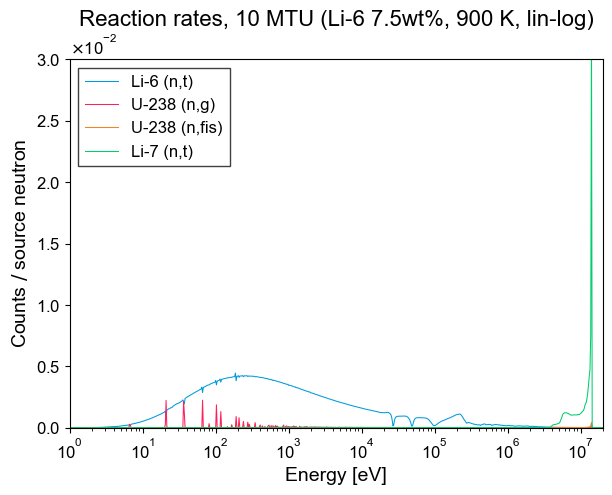 Reaction rates, 10 MTU (Li-6 7.5wt%, 900 K, lin-log)
×10⁻²
3.0
2.5
2.0
1.5
1.0
0.5
0.0
Counts / source neutron
Li-6 (n,t)
U-238 (n,g)
U-238 (n,fis)
Li-7 (n,t)
10⁰ 10¹ 10² 10³ 10⁴ 10⁵ 10⁶ 10⁷
Energy [eV]